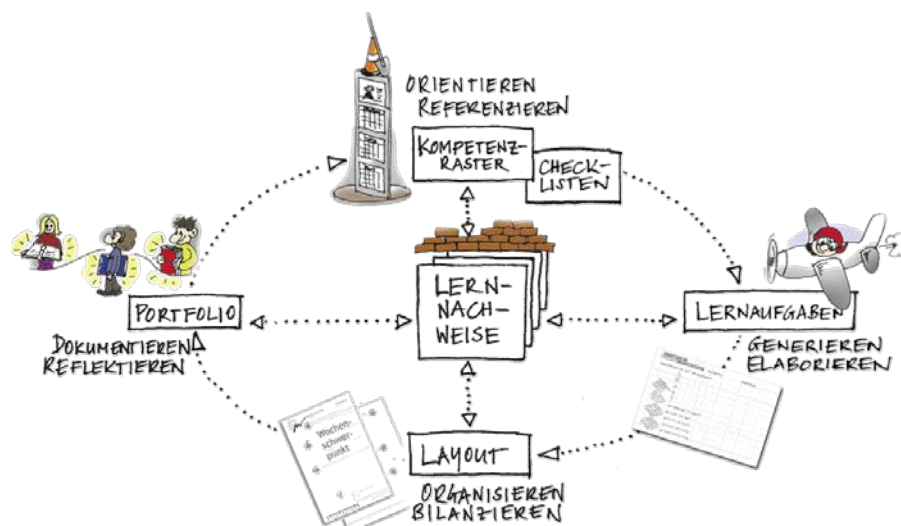 ORIENTIEREN
REFERENZIEREN
KOMPETENZ-
RASTER
CHECK-
LISTEN
LERN-
NACH-
WEISE
PORTFOLIO
DOKUMENTIEREN
REFLEKTIEREN
LERNAUFGABEN
GENERIEREN
ELABORIEREN
Wochen-
schwer-
punkt
LAYOUT
ORGANISIEREN
BILANZIEREN